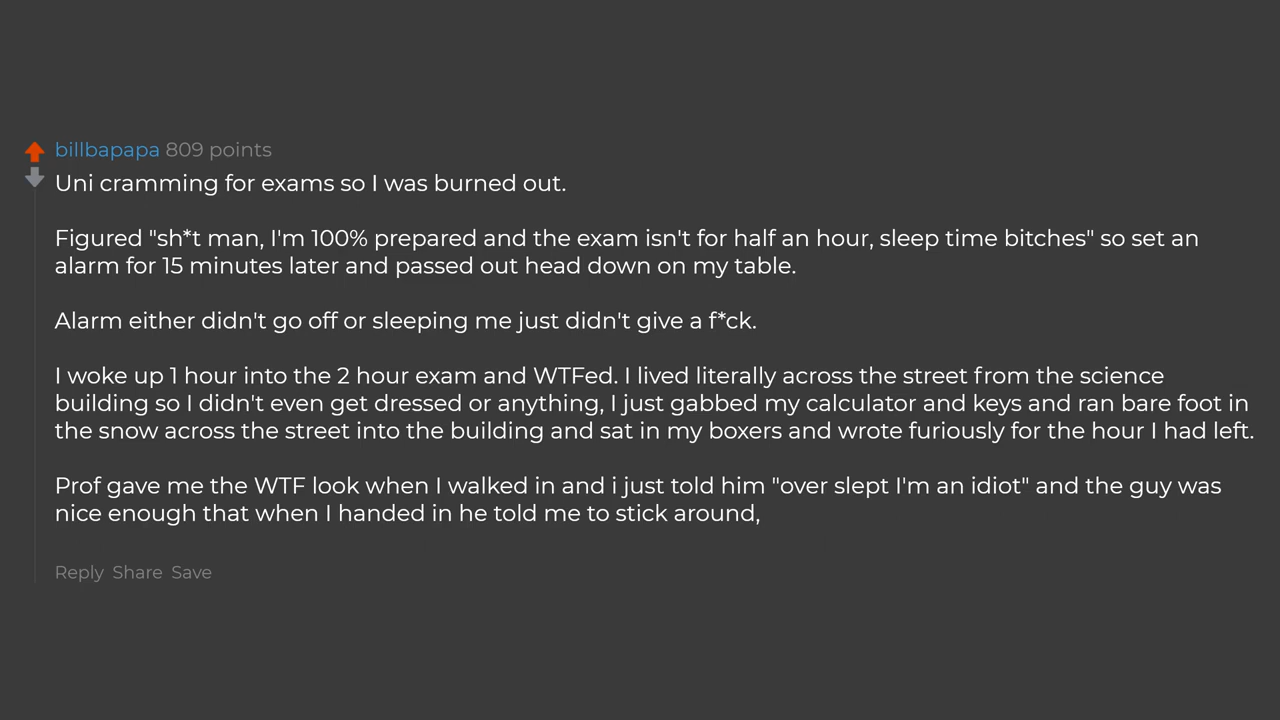 billbapapa 809 points
Uni cramming for exams so I was burned out.
Figured "sh*t man, I'm 100% prepared and the exam isn't for half an hour, sleep time bitches" so set an
alarm for 15 minutes later and passed out head down on my table.
Alarm either didn't go off or sleeping me just didn't give a f*ck.
I woke up 1 hour into the 2 hour exam and WTFed. I lived literally across the street from the science
building so I didn't even get dressed or anything, I just gabbed my calculator and keys and ran bare foot in
the snow across the street into the building and sat in my boxers and wrote furiously for the hour I had left.
Prof gave me the WTF look when I walked in and i just told him "over slept I'm an idiot" and the guy was
nice enough that when I handed in he told me to stick around,
Reply Share Save